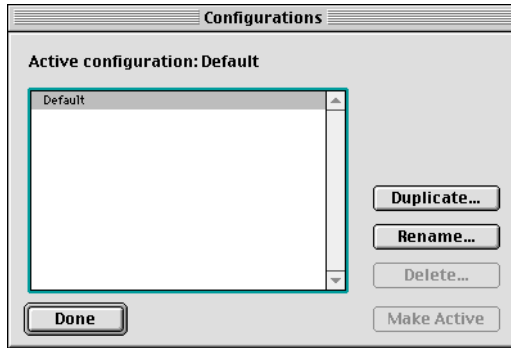 Configurations
Active configuration: Default
Default
Duplicate...
Rename...
Delete...
Done
Make Active